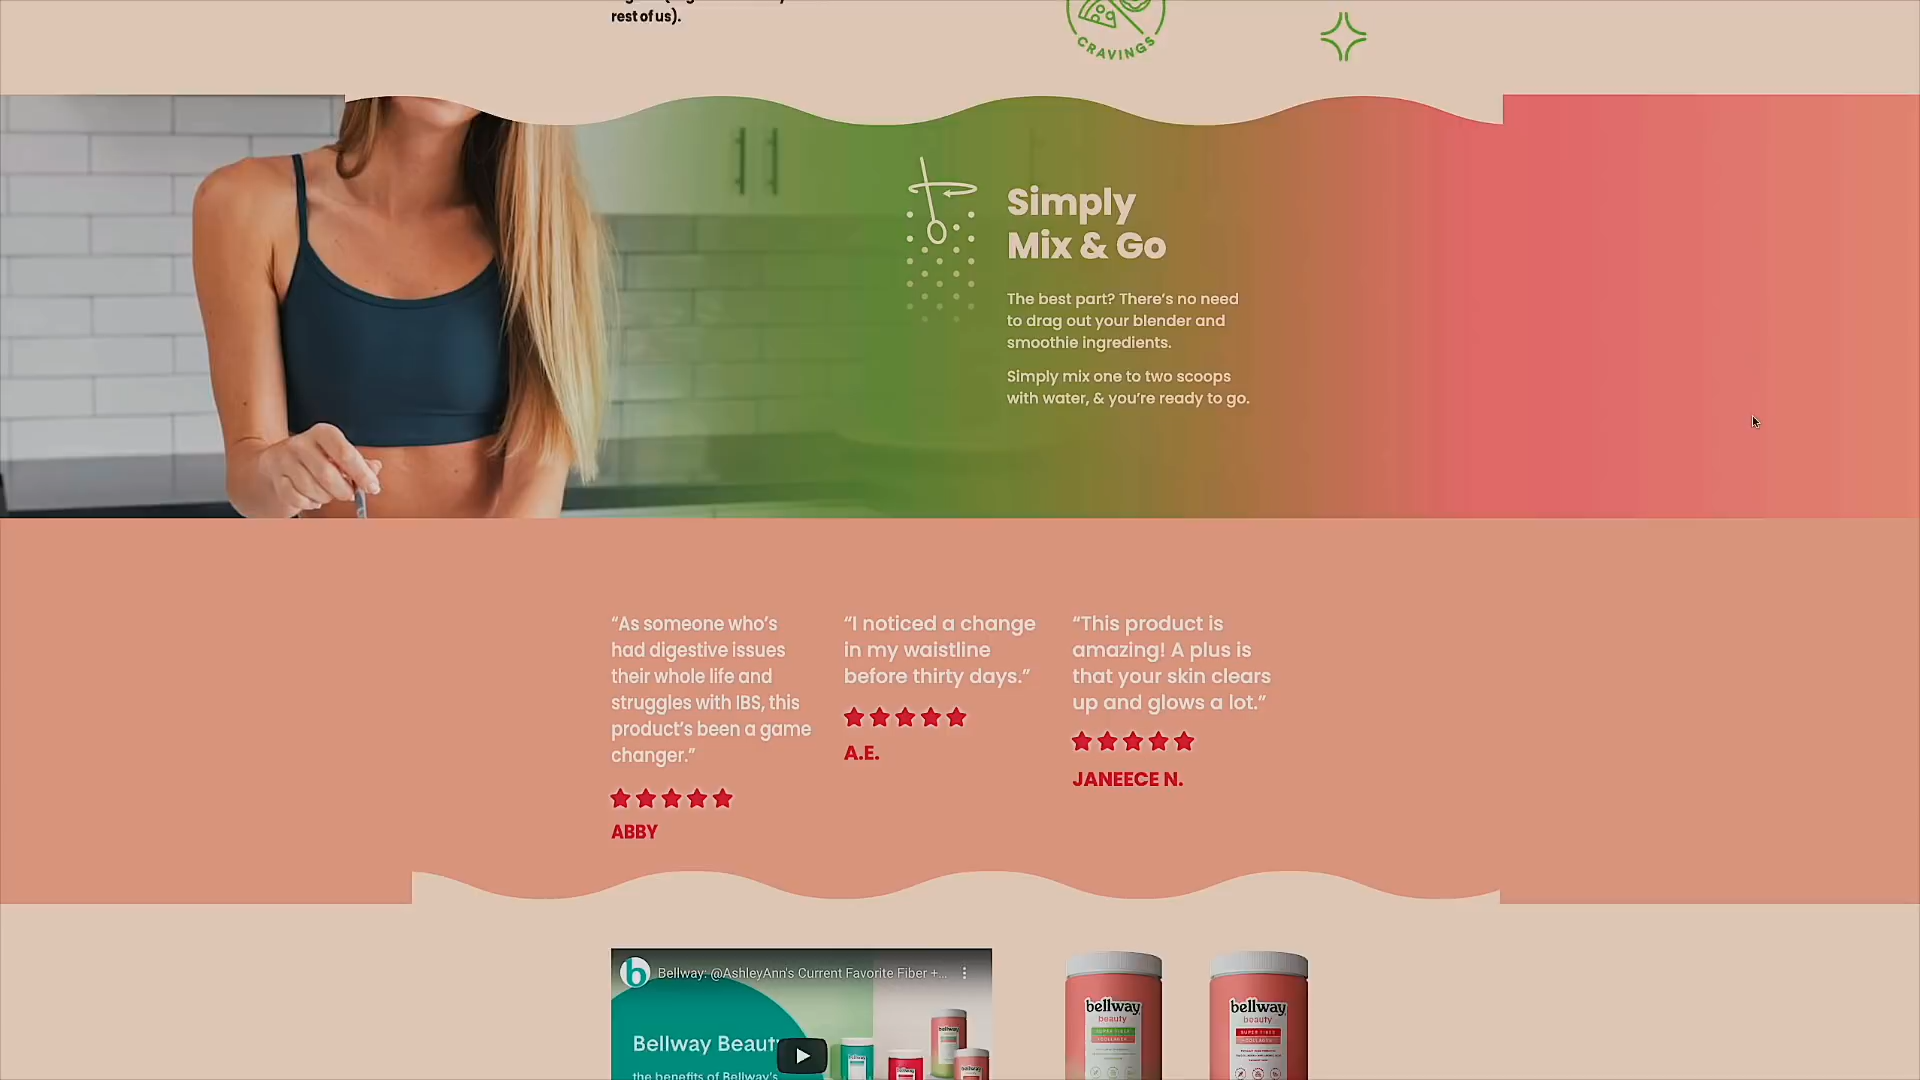 rest of us).
CRAVINGS
Simply
Mix & Go
The best part? There's no need
to drag out your blender and
smoothie ingredients.
Simply mix one to two scoops
with water, & you're ready to go.
“As someone who's
had digestive issues
their whole life and
struggles with IBS, this
product's been a game
changer.”
ABBY
“I noticed a change
in my waistline
before thirty days.”
A.E.
“This product is
amazing! A plus is
that your skin clears
up and glows a lot.”
JANEECE N.
b Bellway: @AshleyAnn's Current Favorite Fiber +...
Bellway Beauty
the benefits of Bellway's
bellway
beauty
SUPER FIBER
+COLLAGEN
bellway
beauty
SUPER FIBER
+COLLAGEN